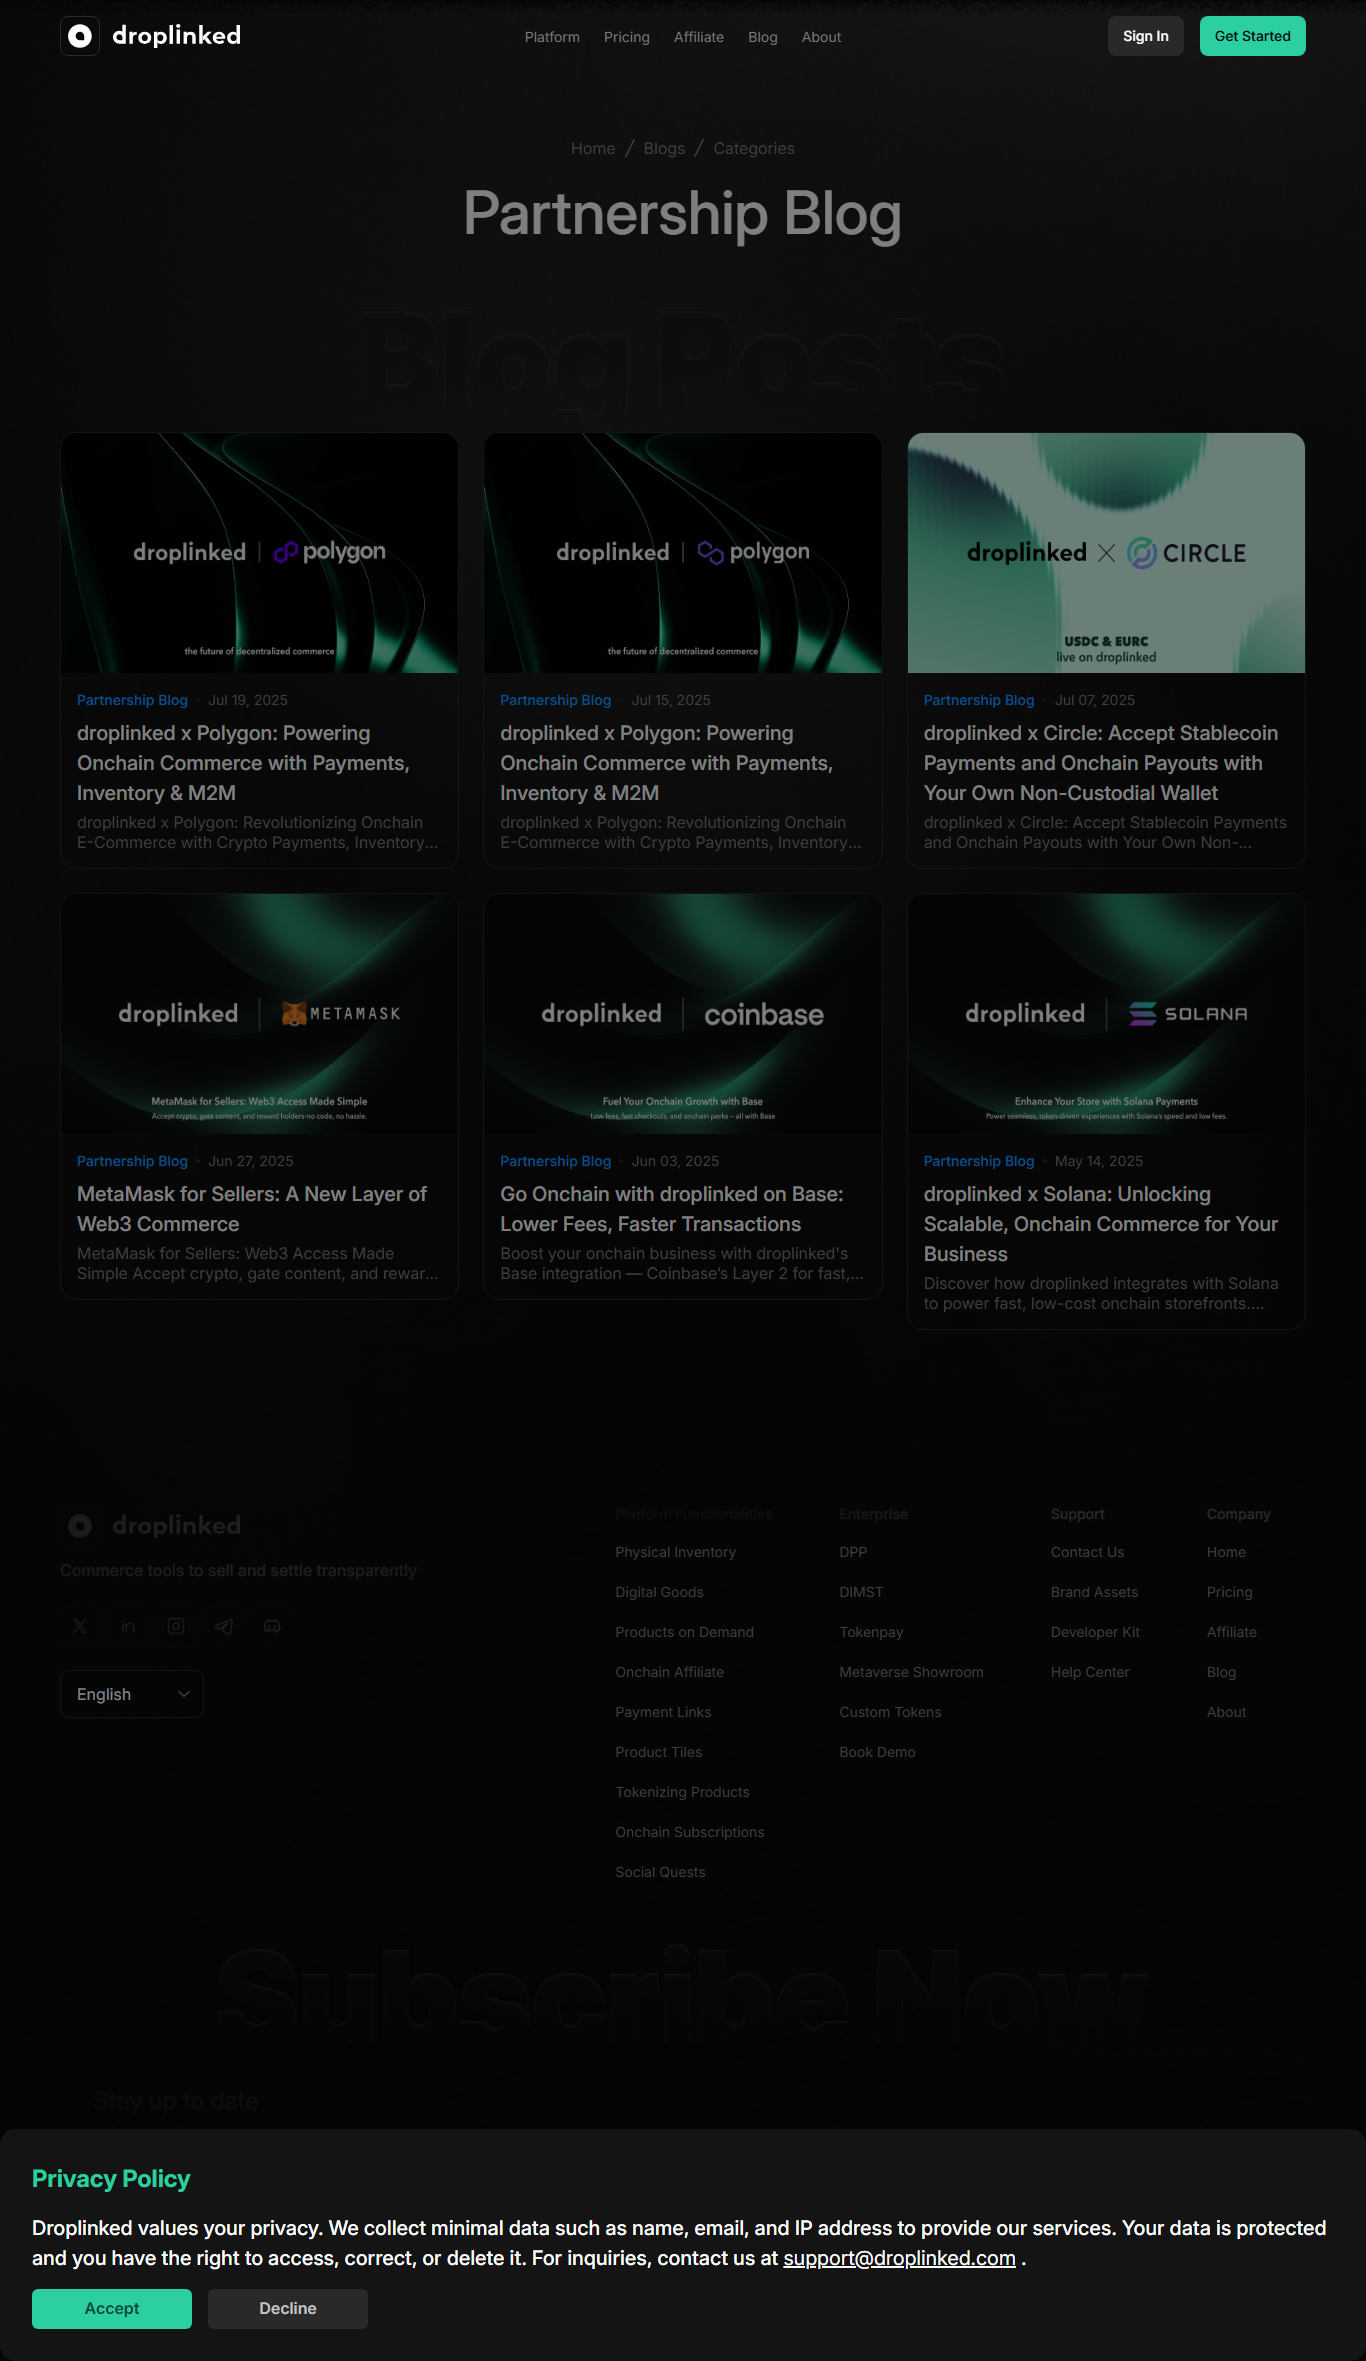 droplinked
Platform
Pricing
Affiliate
Blog
About
Sign In
Get Started
Home / Blogs / Categories
Partnership Blog
Blog Posts
droplinked | polygon
the future of decentralized commerce
Partnership Blog • Jul 19, 2025
droplinked x Polygon: Powering
Onchain Commerce with Payments,
Inventory & M2M
droplinked x Polygon: Revolutionizing Onchain
E-Commerce with Crypto Payments, Inventory...
droplinked | polygon
the future of decentralized commerce
Partnership Blog • Jul 15, 2025
droplinked x Polygon: Powering
Onchain Commerce with Payments,
Inventory & M2M
droplinked x Polygon: Revolutionizing Onchain
E-Commerce with Crypto Payments, Inventory...
droplinked X CIRCLE
USDC & EURC
live on droplinked
Partnership Blog • Jul 07, 2025
droplinked x Circle: Accept Stablecoin
Payments and Onchain Payouts with
Your Own Non-Custodial Wallet
droplinked x Circle: Accept Stablecoin Payments
and Onchain Payouts with Your Own Non-...
droplinked | METAMASK
MetaMask for Sellers: Web3 Access Made Simple
Accept crypto, gate content, and reward holders-no code, no hassle.
Partnership Blog • Jun 27, 2025
MetaMask for Sellers: A New Layer of
Web3 Commerce
MetaMask for Sellers: Web3 Access Made
Simple Accept crypto, gate content, and rewar...
droplinked | coinbase
Fuel Your Onchain Growth with Base
Low fees, fast checkouts, and onchain perks – all with Base
Partnership Blog • Jun 03, 2025
Go Onchain with droplinked on Base:
Lower Fees, Faster Transactions
Boost your onchain business with droplinked's
Base integration — Coinbase’s Layer 2 for fast,...
droplinked | SOLANA
Enhance Your Store with Solana Payments
Power seamless, token-driven experiences with Solana's speed and low fees.
Partnership Blog • May 14, 2025
droplinked x Solana: Unlocking
Scalable, Onchain Commerce for Your
Business
Discover how droplinked integrates with Solana
to power fast, low-cost onchain storefronts....
droplinked
Commerce tools to sell and settle transparently
English
Platform Functionalities
Physical Inventory
Digital Goods
Products on Demand
Onchain Affiliate
Payment Links
Product Tiles
Tokenizing Products
Onchain Subscriptions
Social Quests
Enterprise
DPP
DIMST
Tokenpay
Metaverse Showroom
Custom Tokens
Book Demo
Support
Contact Us
Brand Assets
Developer Kit
Help Center
Company
Home
Pricing
Affiliate
Blog
About
Subscribe Now
Stay up to date
Privacy Policy
Droplinked values your privacy. We collect minimal data such as name, email, and IP address to provide our services. Your data is protected
and you have the right to access, correct, or delete it. For inquiries, contact us at support@droplinked.com .
Accept
Decline